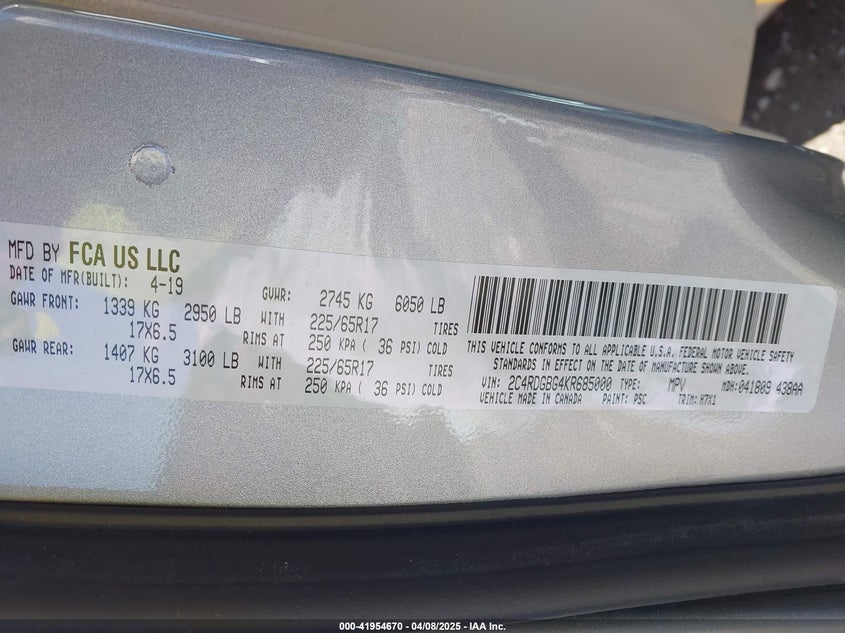 MFD BY FCA US LLC
DATE OF MFR(BUILT): 4-19 GVWR: 2745 KG 6050 LB
GAWR FRONT: 1339 KG 2950 LB WITH 225/65R17 TIRES
17X6.5 RIMS AT 250 KPA ( 36 PSI) COLD
GAWR REAR: 1407 KG 3100 LB WITH 225/65R17 TIRES
17X6.5 RIMS AT 250 KPA ( 36 PSI) COLD
THIS VEHICLE CONFORMS TO ALL APPLICABLE U.S.A. FEDERAL MOTOR VEHICLE SAFETY
STANDARDS IN EFFECT ON THE DATE OF MANUFACTURE SHOWN ABOVE.
VIN: 2C4RDGBG4KR685000 TYPE: MPV MDH: 041809 438AA
VEHICLE MADE IN CANADA PAINT: PSC TRIM: H7X1
000-41954670 - 04/08/2025 - IAA Inc.